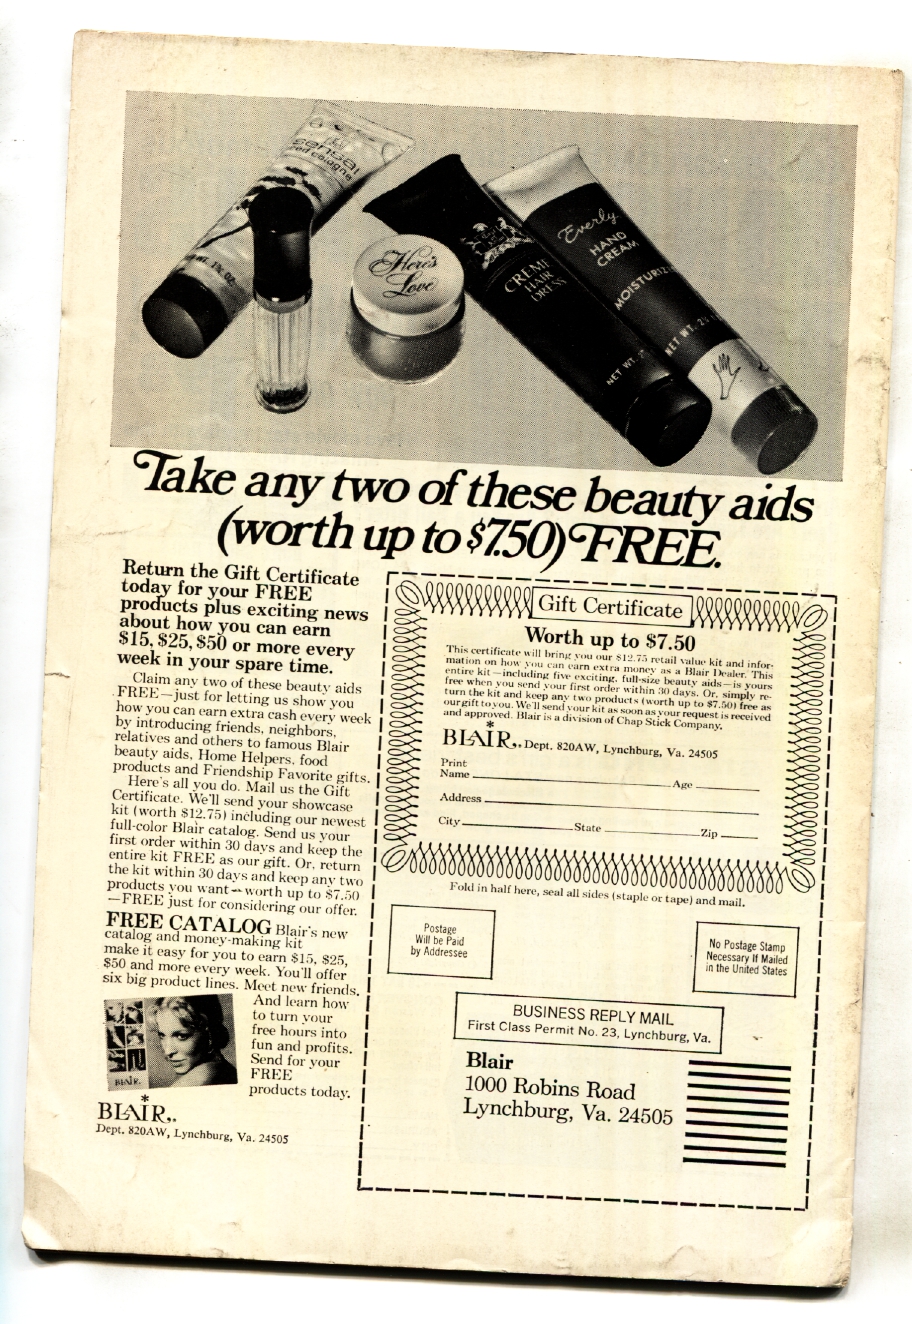 sensai
cologne
WT. 1¾ OZ.
Here's
Love
CREME
HAIR
DRESS
NET WT.
Everly
HAND
CREAM
MOISTURIZ
NET WT. 2
Take any two of these beauty aids
(worth up to $7.50) FREE.
Return the Gift Certificate
today for your FREE
products plus exciting news
about how you can earn
$15, $25, $50 or more every
week in your spare time.
Claim any two of these beauty aids
FREE—just for letting us show you
how you can earn extra cash every week
by introducing friends, neighbors,
relatives and others to famous Blair
beauty aids, Home Helpers, food
products and Friendship Favorite gifts.
Here's all you do. Mail us the Gift
Certificate. We'll send your showcase
kit (worth $12.75) including our newest
full-color Blair catalog. Send us your
first order within 30 days and keep the
entire kit FREE as our gift. Or, return
the kit within 30 days and keep any two
products you want—worth up to $7.50
—FREE just for considering our offer.
FREE CATALOG Blair's new
catalog and money-making kit
make it easy for you to earn $15, $25,
$50 and more every week. You'll offer
six big product lines. Meet new friends.
And learn how
to turn your
free hours into
fun and profits.
Send for your
FREE
products today.
BLAIR.
BLAIR.
Dept. 820AW, Lynchburg, Va. 24505
Gift Certificate
Worth up to $7.50
This certificate will bring you our $12.75 retail value kit and infor-
mation on how you can earn extra money as a Blair Dealer. This
entire kit—including five exciting, full-size beauty aids—is yours
free when you send your first order within 30 days. Or, simply re-
turn the kit and keep any two products (worth up to $7.50) free as
our gift to you. We'll send your kit as soon as your request is received
and approved. Blair is a division of Chap Stick Company.
BLAIR., Dept. 820AW, Lynchburg, Va. 24505
Print
Name Age
Address
City State Zip
Fold in half here, seal all sides (staple or tape) and mail.
Postage
Will be Paid
by Addressee
No Postage Stamp
Necessary If Mailed
in the United States
BUSINESS REPLY MAIL
First Class Permit No. 23, Lynchburg, Va.
Blair
1000 Robins Road
Lynchburg, Va. 24505